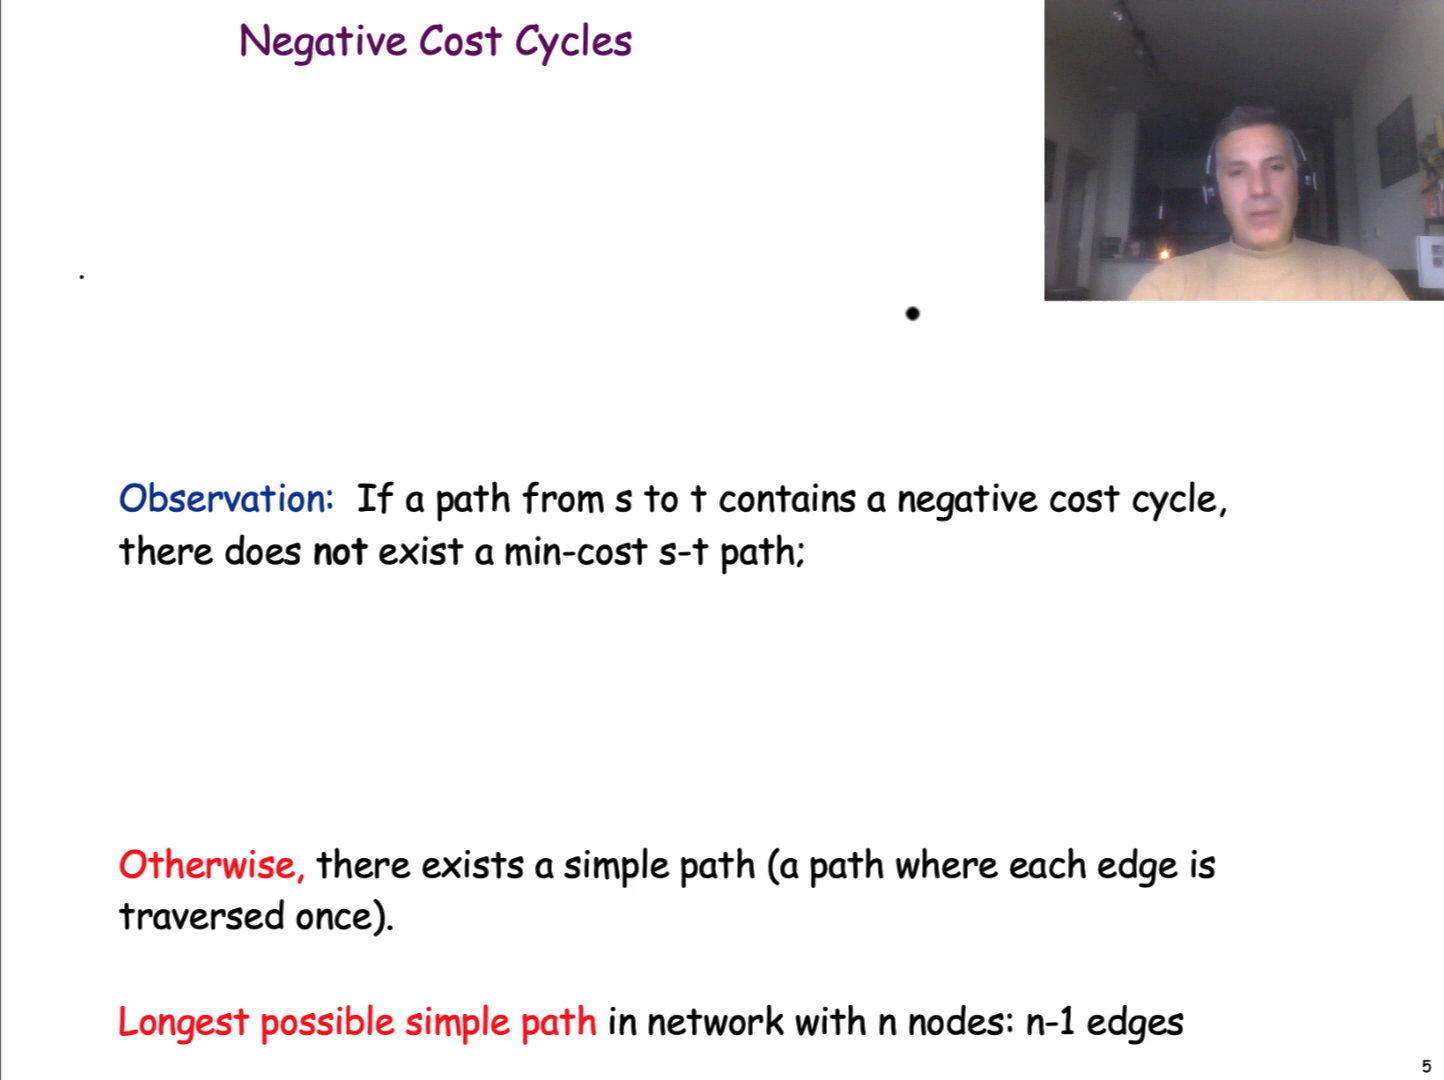 Negative Cost Cycles
Observation: If a path from s to t contains a negative cost cycle,
there does not exist a min-cost s-t path;
Otherwise, there exists a simple path (a path where each edge is
traversed once).
Longest possible simple path in network with n nodes: n-1 edges
5